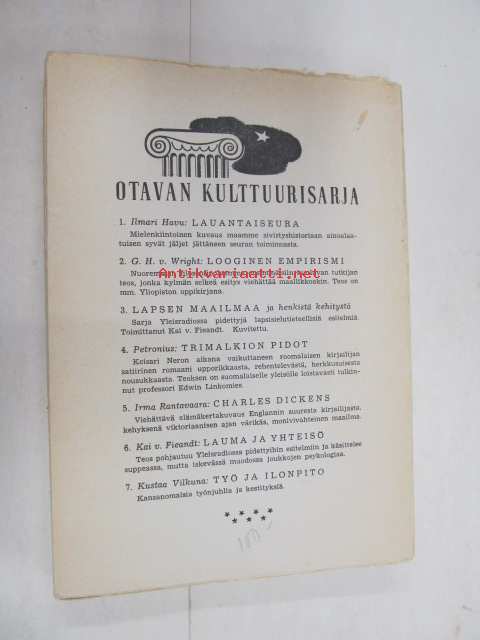 OTAVAN KULTTUURISARJA
1. Ilmari Havu: LAUANTAISEURA
Mielenkiintoinen kuvaus maamme sivistyshistoriaan ainoalaa-
tuisen syvät jäljet jättäneen seuran toiminnasta.
2. G. H. v. Wright: LOOGINEN EMPIRISMI
teos, jonka kylmän selkeä esitys viehättää maallikkoakin. Teos on
mm. Yliopiston oppikirjana.
Antikvariaatti.net
3. LAPSEN MAAILMAA ja henkistä kehitystä
Sarja Yleisradiossa pidettyjä lapsisielutieteellisiä esitelmiä.
Toimittanut Kai v. Fieandt. Kuvitettu.
4. Petronius: TRIMALKION PIDOT
Keisari Neron aikana vaikuttaneen roomalaisen kirjailijan
satiirinen romaani upporikkaasta, rehentelevästä, herkkusuisesta
nousukkaasta. Teoksen on suomalaiselle yleisölle loistavasti tulkin-
nut professori Edwin Linkomies.
5. Irma Rantavaara: CHARLES DICKENS
Viehättävä elämäkertakuvaus Englannin suuresta kirjailijasta,
kehyksenä viktoriaanisen ajan värikäs, monivivahteinen maailma.
6. Kai v. Fieandt: LAUMA JA YHTEISÖ
Teos pohjautuu Yleisradiossa pidettyihin esitelmiin ja käsittelee
suppeassa, mutta iskevässä muodossa joukkojen psykologiaa.
7. Kustaa Vilkuna: TYÖ JA ILONPITO
Kansanomaisia työnjuhlia ja kestityksiä.